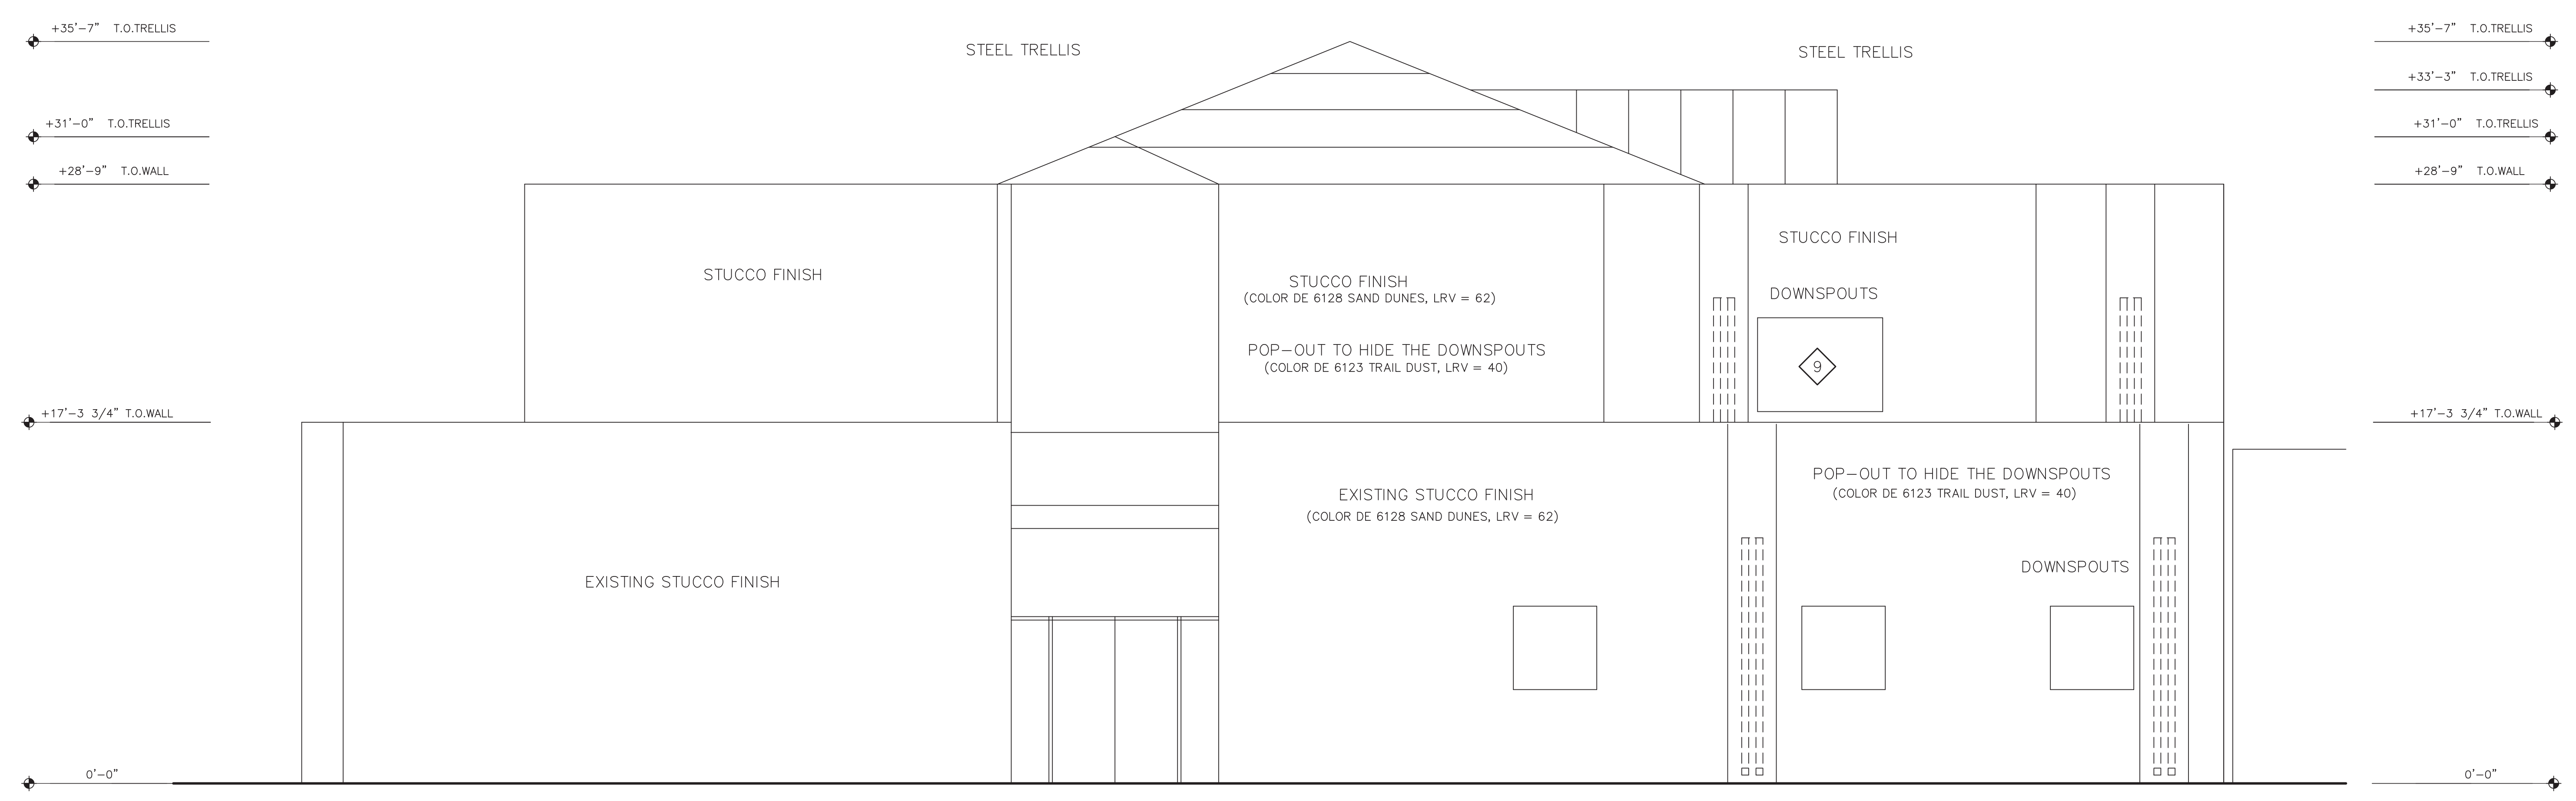 +35'-7" T.O.TRELLIS
STEEL TRELLIS
STEEL TRELLIS
+35'-7" T.O.TRELLIS
+33'-3" T.O.TRELLIS
+31'-0" T.O.TRELLIS
+31'-0" T.O.TRELLIS
+28'-9" T.O.WALL
+28'-9" T.O.WALL
STUCCO FINISH
STUCCO FINISH
STUCCO FINISH
(COLOR DE 6128 SAND DUNES, LRV = 62)
DOWNSPOUTS
POP-OUT TO HIDE THE DOWNSPOUTS
(COLOR DE 6123 TRAIL DUST, LRV = 40)
9
+17'-3 3/4" T.O.WALL
+17'-3 3/4" T.O.WALL
POP-OUT TO HIDE THE DOWNSPOUTS
(COLOR DE 6123 TRAIL DUST, LRV = 40)
EXISTING STUCCO FINISH
(COLOR DE 6128 SAND DUNES, LRV = 62)
DOWNSPOUTS
EXISTING STUCCO FINISH
0'-0"
0'-0"